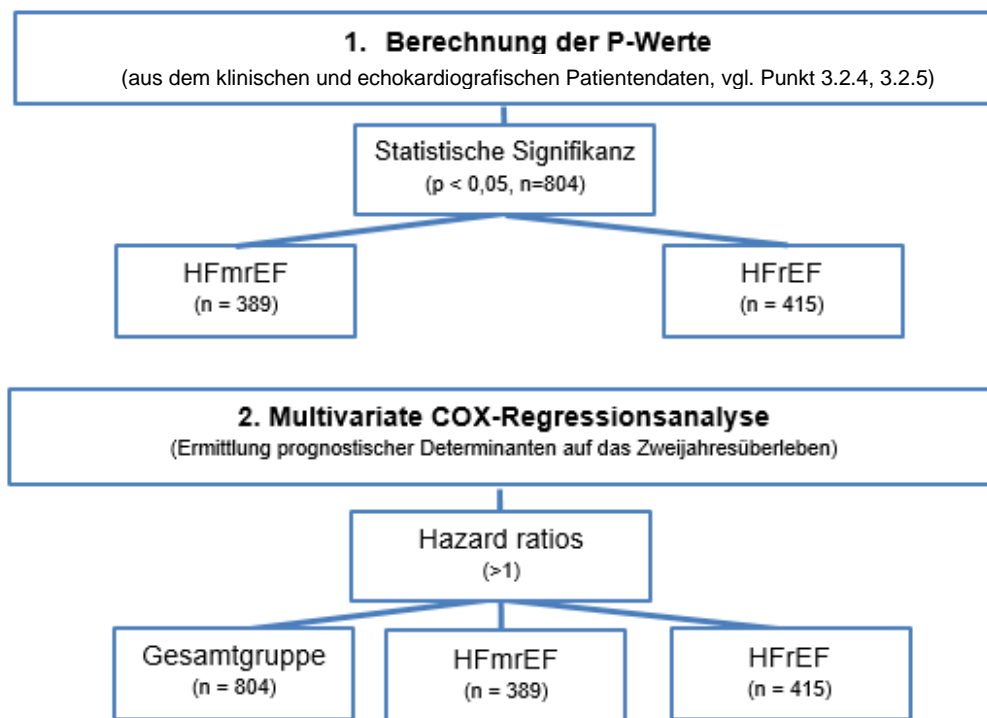 1. Berechnung der P-Werte
(aus dem klinischen und echokardiografischen Patientendaten, vgl. Punkt 3.2.4, 3.2.5)
Statistische Signifikanz
(p < 0,05, n=804)
HFmrEF
(n = 389)
HFrEF
(n = 415)
2. Multivariate COX-Regressionsanalyse
(Ermittlung prognostischer Determinanten auf das Zweijahresüberleben)
Hazard ratios
(>1)
Gesamtgruppe
(n = 804)
HFmrEF
(n = 389)
HFrEF
(n = 415)